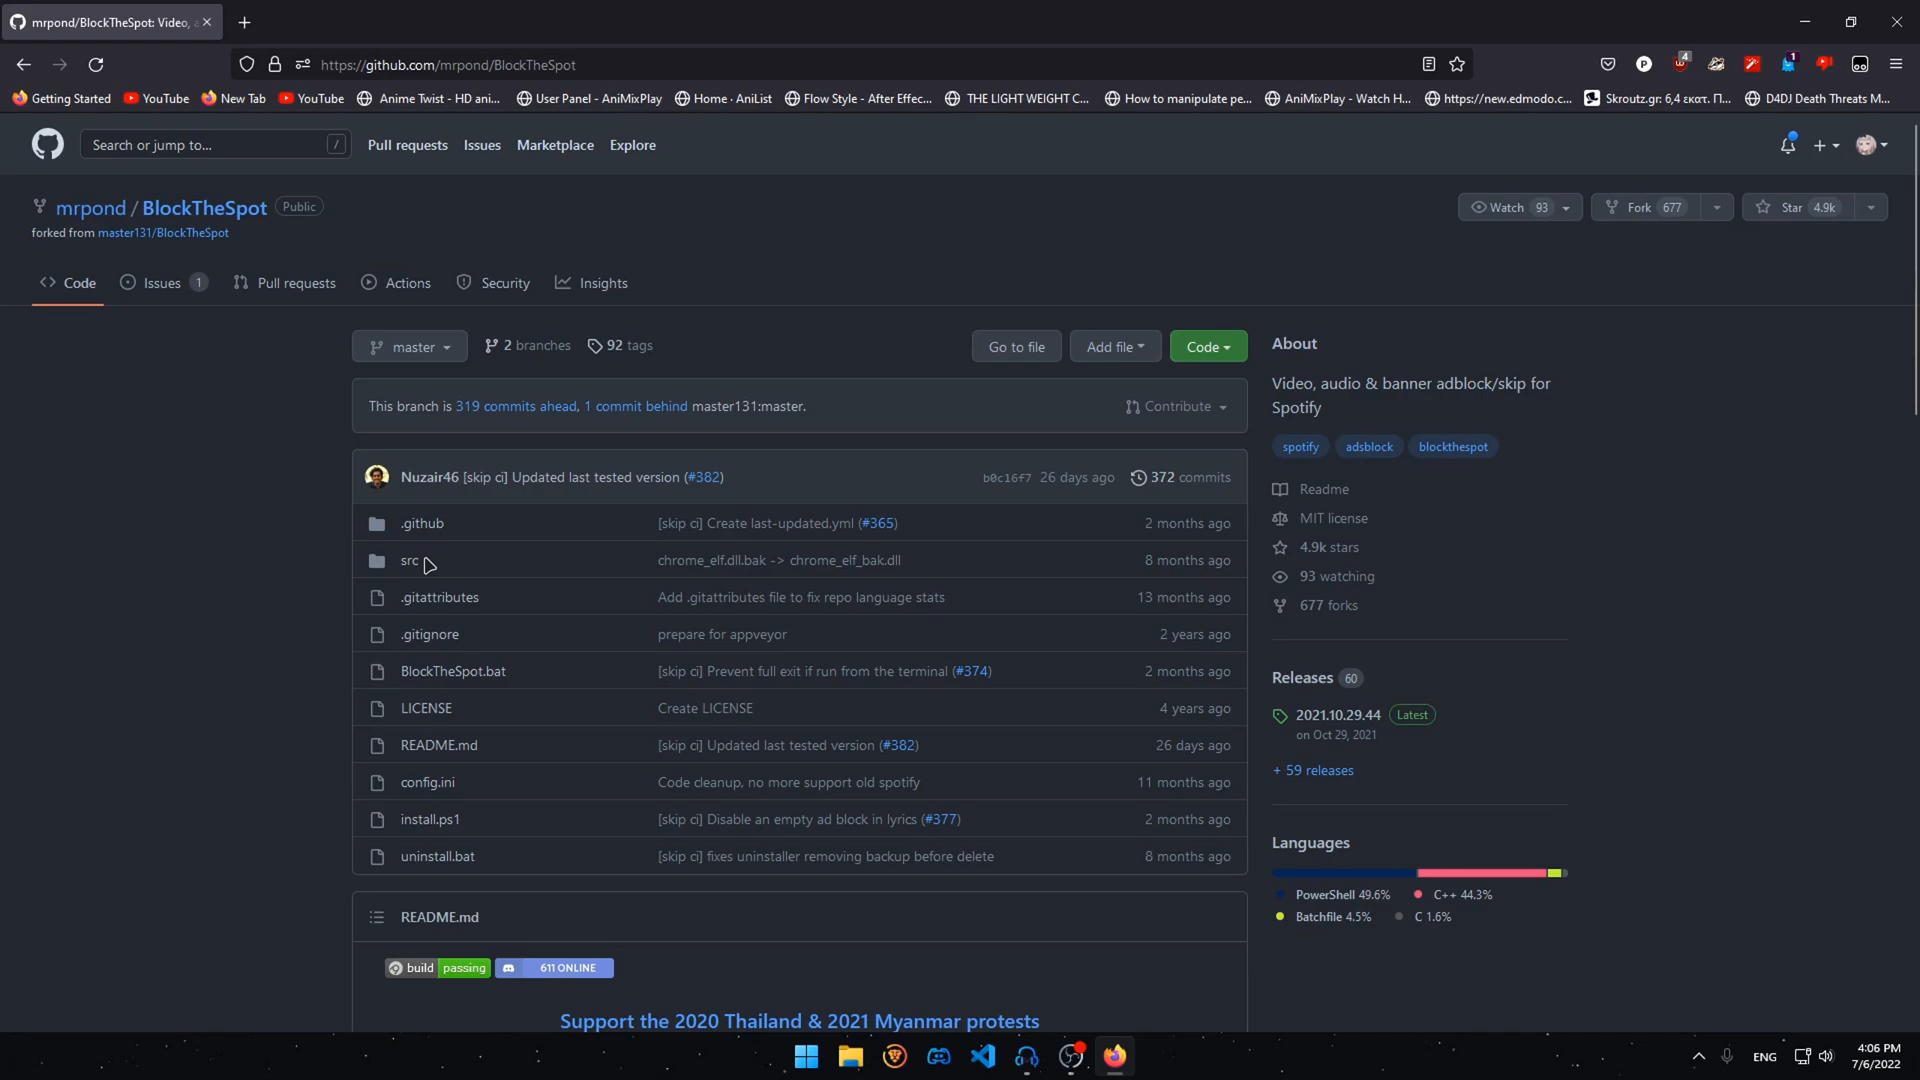 mrpond/BlockTheSpot: Video, a
https://github.com/mrpond/BlockTheSpot
4
1
Getting Started
YouTube
New Tab
YouTube
Anime Twist - HD ani...
User Panel - AniMixPlay
Home · AniList
Flow Style - After Effec...
THE LIGHT WEIGHT C...
How to manipulate pe...
AniMixPlay - Watch H...
https://new.edmodo.c...
Skroutz.gr: 6,4 εκατ. Π...
D4DJ Death Threats M...
Search or jump to...
/
Pull requests
Issues
Marketplace
Explore
mrpond / BlockTheSpot
Public
Watch 93
Fork 677
Star 4.9k
forked from master131/BlockTheSpot
Code
Issues 1
Pull requests
Actions
Security
Insights
master
2 branches
92 tags
Go to file
Add file
Code
This branch is 319 commits ahead, 1 commit behind master131:master.
Contribute
Nuzair46 [skip ci] Updated last tested version (#382)
b0c16f7 26 days ago
372 commits
.github
[skip ci] Create last-updated.yml (#365)
2 months ago
src
chrome_elf.dll.bak -> chrome_elf_bak.dll
8 months ago
.gitattributes
Add .gitattributes file to fix repo language stats
13 months ago
.gitignore
prepare for appveyor
2 years ago
BlockTheSpot.bat
[skip ci] Prevent full exit if run from the terminal (#374)
2 months ago
LICENSE
Create LICENSE
4 years ago
README.md
[skip ci] Updated last tested version (#382)
26 days ago
config.ini
Code cleanup, no more support old spotify
11 months ago
install.ps1
[skip ci] Disable an empty ad block in lyrics (#377)
2 months ago
uninstall.bat
[skip ci] fixes uninstaller removing backup before delete
8 months ago
README.md
build passing
611 ONLINE
Support the 2020 Thailand & 2021 Myanmar protests
About
Video, audio & banner adblock/skip for
Spotify
spotify
adsblock
blockthespot
Readme
MIT license
4.9k stars
93 watching
677 forks
Releases 60
2021.10.29.44
Latest
on Oct 29, 2021
+ 59 releases
Languages
PowerShell 49.6%
C++ 44.3%
Batchfile 4.5%
C 1.6%
ENG
4:06 PM
7/6/2022